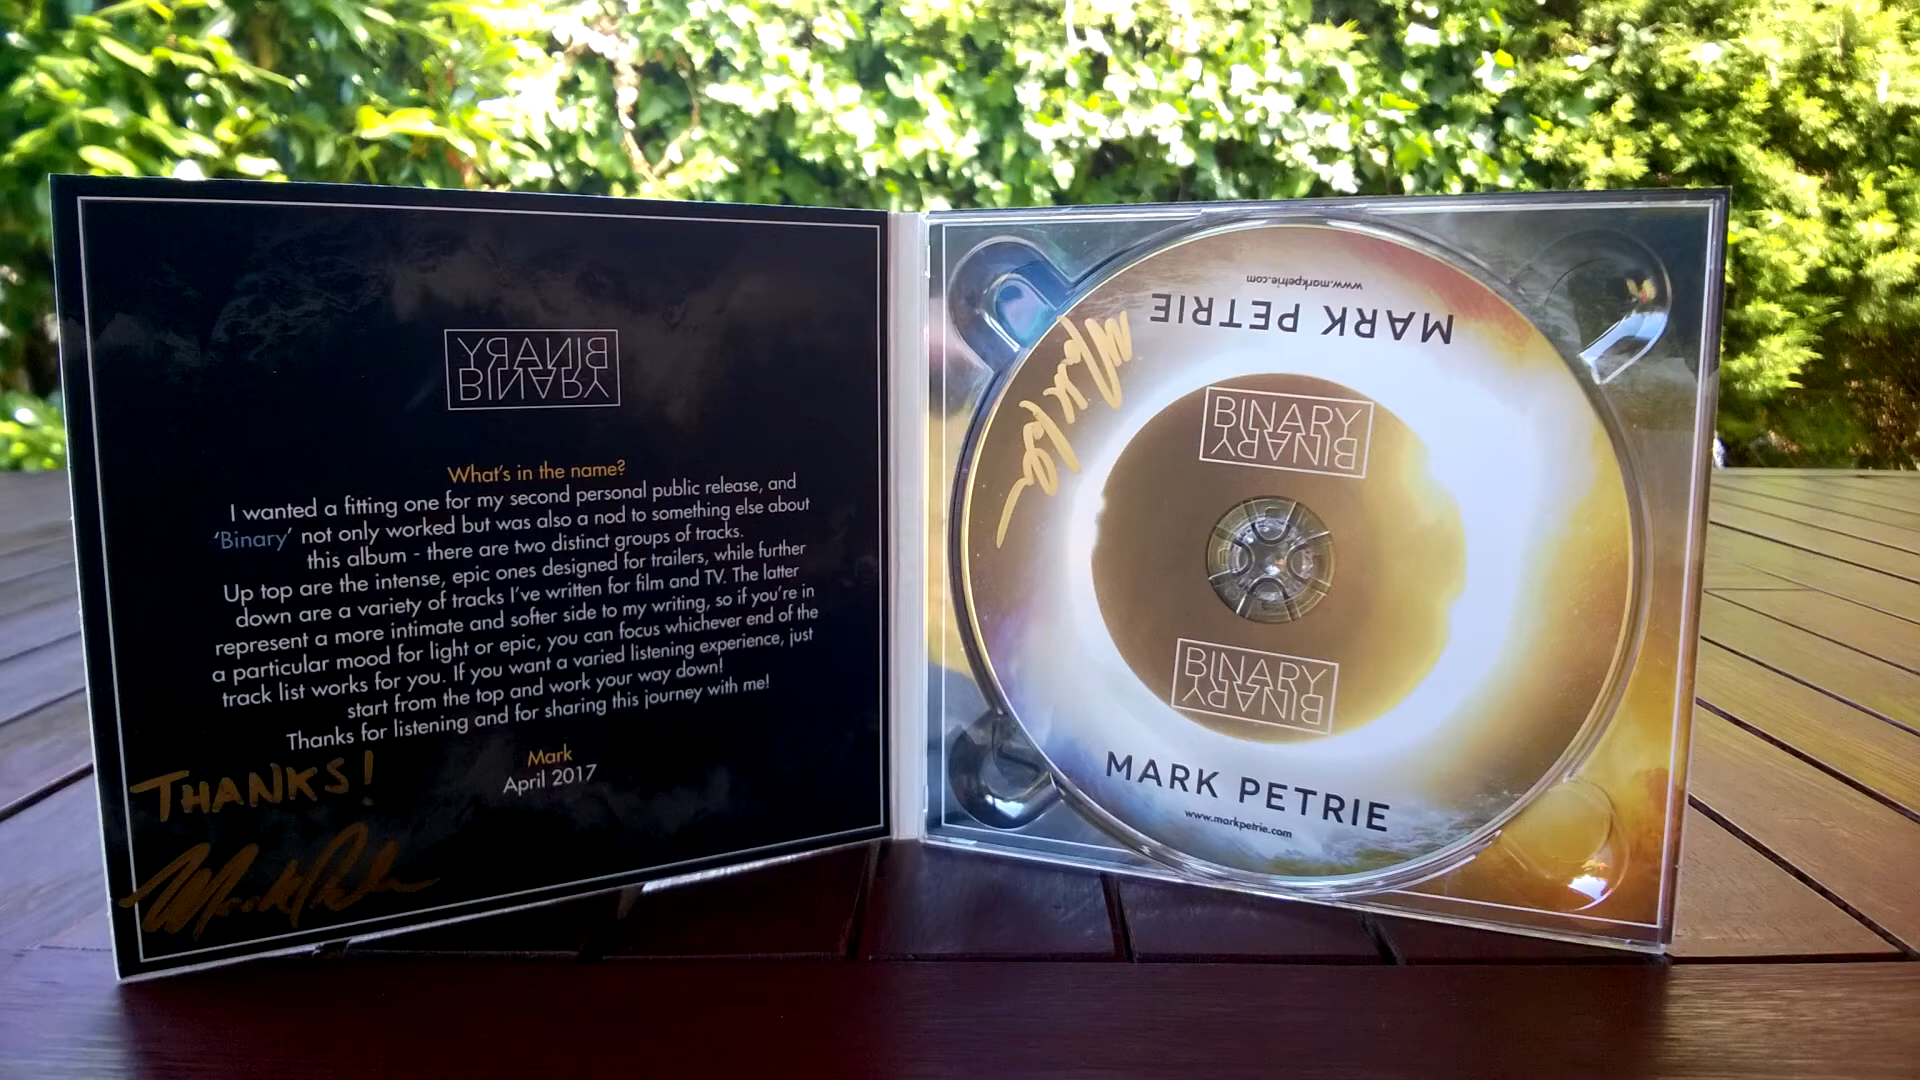 BINARY
BINARY
What's in the name?
I wanted a fitting one for my second personal public release, and
'Binary' not only worked but was also a nod to something else about
this album - there are two distinct groups of tracks.
Up top are the intense, epic ones designed for trailers, while further
down are a variety of tracks I've written for film and TV. The latter
represent a more intimate and softer side to my writing, so if you're in
a particular mood for light or epic, you can focus whichever end of the
track list works for you. If you want a varied listening experience, just
start from the top and work your way down!
Thanks for listening and for sharing this journey with me!
Mark
April 2017
THANKS!
Mark Petrie
www.markpetrie.com
MARK PETRIE
Mark Petrie
BINARY
BINARY
BINARY
BINARY
MARK PETRIE
www.markpetrie.com